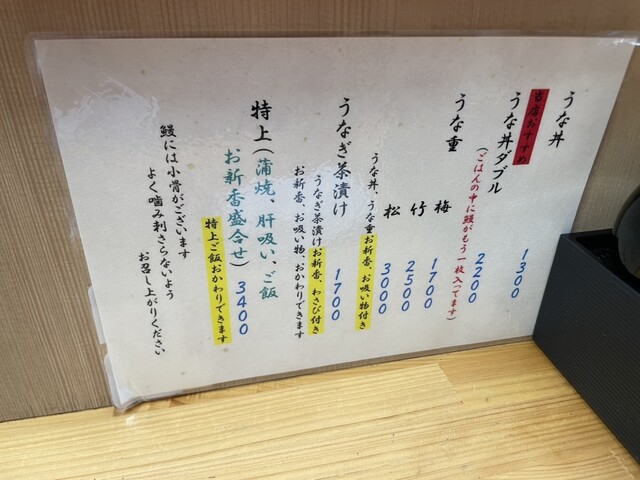 うな丼 1300
当店おすすめ
うな丼ダブル 2200
(ごはんの中に鰻がもう一枚入ってます)
うな重
梅 1700
竹 2500
松 3000
うな丼、うな重お新香、お吸い物付き
うなぎ茶漬け 1700
うなぎ茶漬けお新香、わさび付き
お新香、お吸い物、おかわりできます
特上(蒲焼、肝吸い、ご飯
お新香盛合せ) 3400
特上ご飯おかわりできます
鰻には小骨がございます
よく噛み刺さらないよう
お召し上がりください